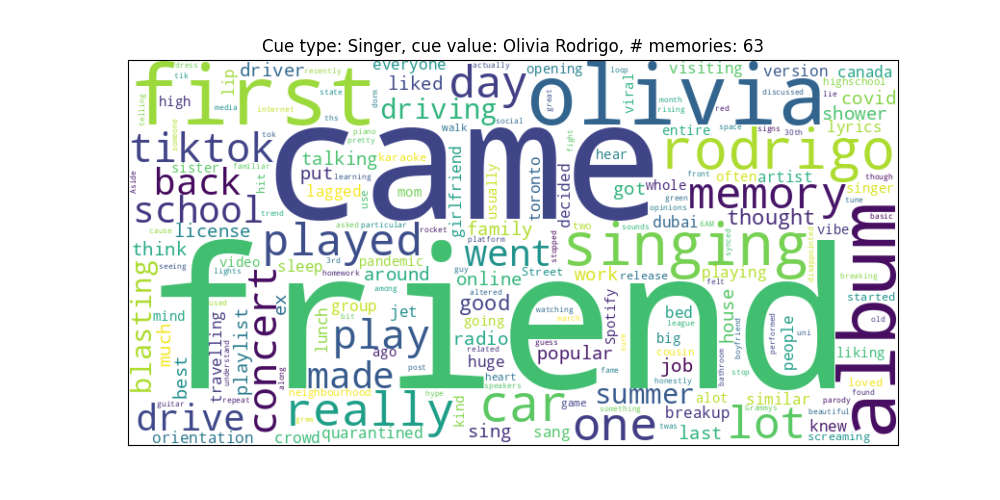 Cue type: Singer, cue value: Olivia Rodrigo, # memories: 63
dress
recently
everyone
actually
opening
loop
visiting
version
canada
tik
driver
day
olivia
first
lip
liked
viral
state
month
discussed
highschool
high
media
internet
dorm
great
rising
red
lie
covid
telling
driving
social
shower
someone
ths
piano
pretty
walk
fight
entire
space
signs
30th
lyrics
tiktok
tok
came
hear
rodrigo
sister
familiar
talking
karaoke
girlfriend
usually
toronto
decided
front
often
artist
though
Aside
back
hit
put
learning
use
mom
got
whole
memory
singer
trend
lagged
green
opinions
tune
school
asked
particular
rocket
family
two
dubai
6AM
thought
basic
cause
license
played
singing
sounds
synced
vibe
disappointed
album
think
video
3rd
pandemic
went
platform
stopped
seeing
sleep
homework
around
guy
online
Street
work
release
playing
felt
breaking
blasting
lights
among
altered
watching
march
started
concert
ex
group
jet
good
Spotify
bed
house
old
mind
used
bit
going
league
boyfriend
performed
uni
much
travelling
playlist
lunch
play
radio
related
guess
sure
big
people
liking
friend
best
understand
ago
huge
popular
cousin
job
bathroom
along
made
post
heart
fame
honestly
stop
loved
found
repeat
neighbourhood
speakers
summer
alot
similar
parody
guitar
hype
kind
car
game
something
breakup
Grammys
beautiful
drive
really
one
lot
knew
orientation
crowd
quarantined
sing
sang
twas
last
screaming